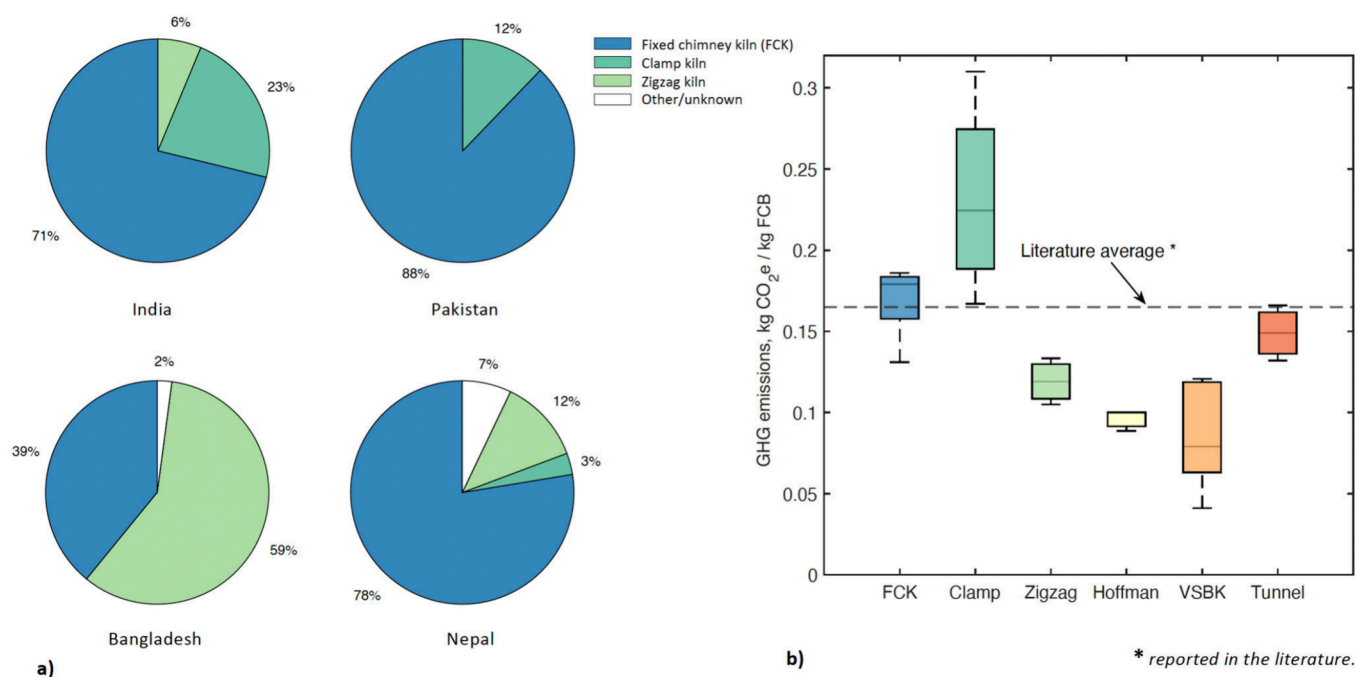 6%
23%
71%
India
12%
88%
Pakistan
Fixed chimney kiln (FCK)
Clamp kiln
Zigzag kiln
Other/unknown
2%
39%
59%
Bangladesh
7%
12%
3%
78%
Nepal
a)
GHG emissions, kg CO2e / kg FCB
0.3
0.25
0.2
0.15
0.1
0.05
0
Literature average *
FCK Clamp Zigzag Hoffman VSBK Tunnel
b)
* reported in the literature.